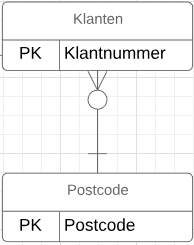 Klanten
PK Klantnummer
Postcode
PK Postcode